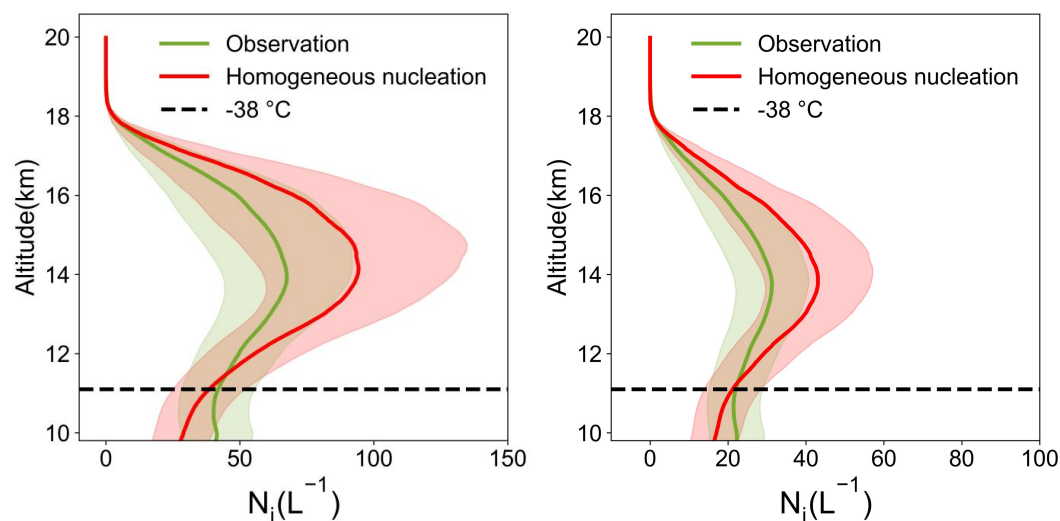 20
18
16
14
12
10
Altitude(km)
Observation
Homogeneous nucleation
-38 °C
0
50
100
150
Nᵢ(L⁻¹)
20
18
16
14
12
10
Altitude(km)
Observation
Homogeneous nucleation
-38 °C
0
20
40
60
80
100
Nᵢ(L⁻¹)